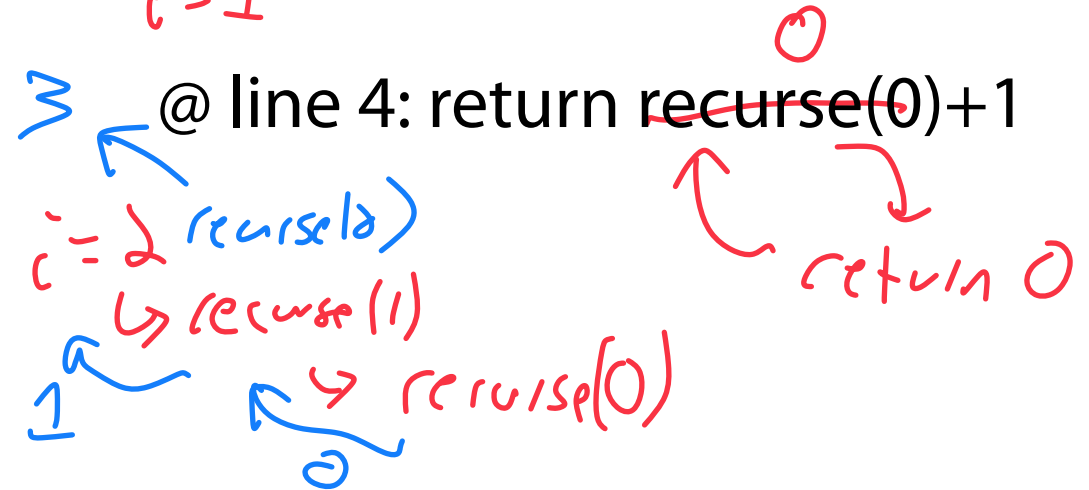 i=1
0
3 @ line 4: return recurse(0)+1
i=2 recurse(2)
return 0
↳ recurse(1)
1 ↳ recurse(0)
0